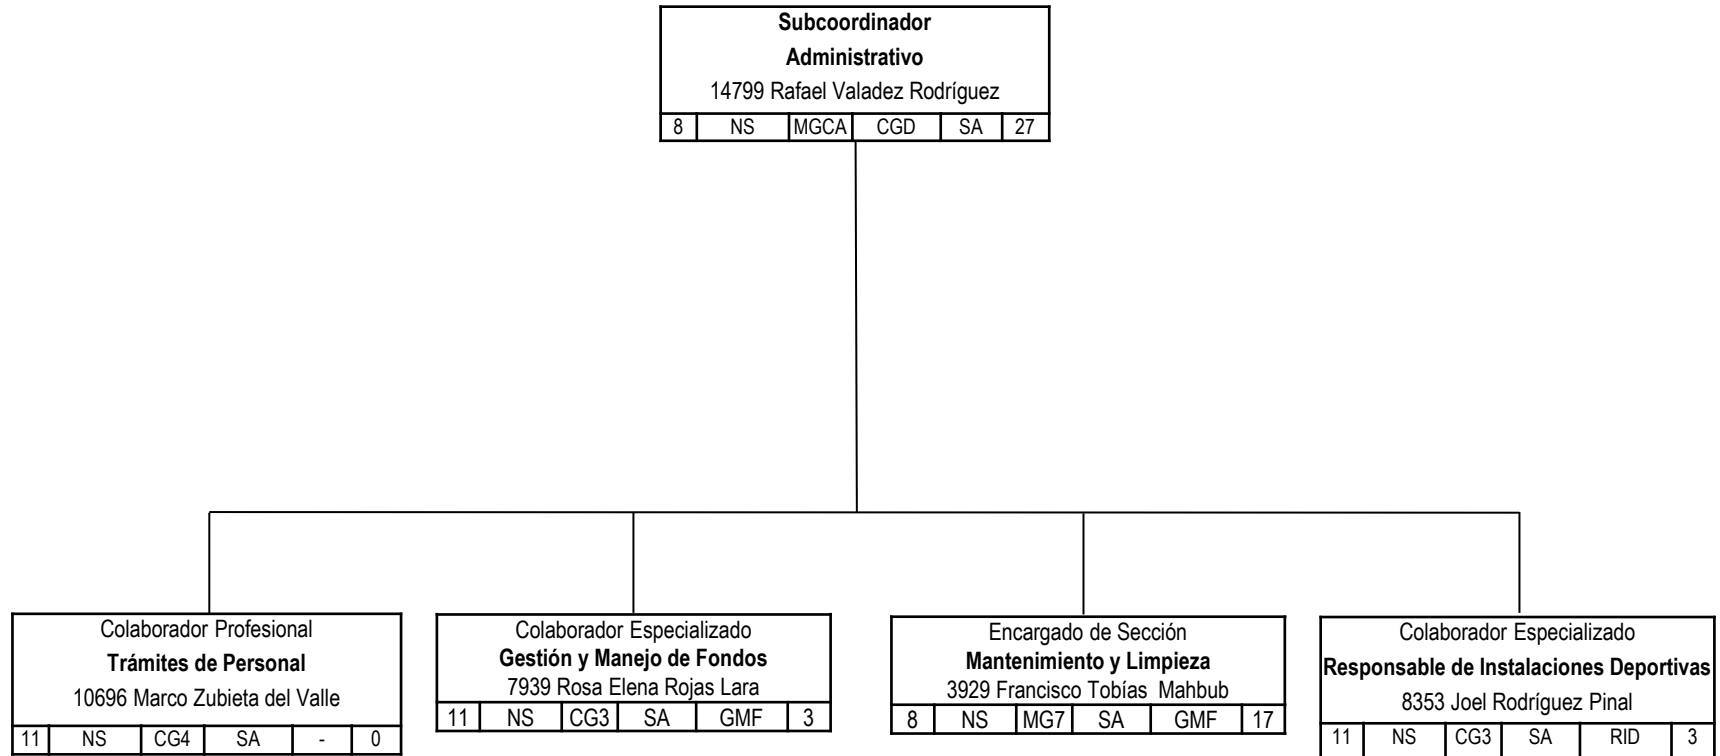 Subcoordinador
Administrativo
14799 Rafael Valadez Rodríguez
8 NS MGCA CGD SA 27
Colaborador Profesional
Trámites de Personal
10696 Marco Zubieta del Valle
11 NS CG4 SA - 0
Colaborador Especializado
Gestión y Manejo de Fondos
7939 Rosa Elena Rojas Lara
11 NS CG3 SA GMF 3
Encargado de Sección
Mantenimiento y Limpieza
3929 Francisco Tobías Mahbub
8 NS MG7 SA GMF 17
Colaborador Especializado
Responsable de Instalaciones Deportivas
8353 Joel Rodríguez Pinal
11 NS CG3 SA RID 3